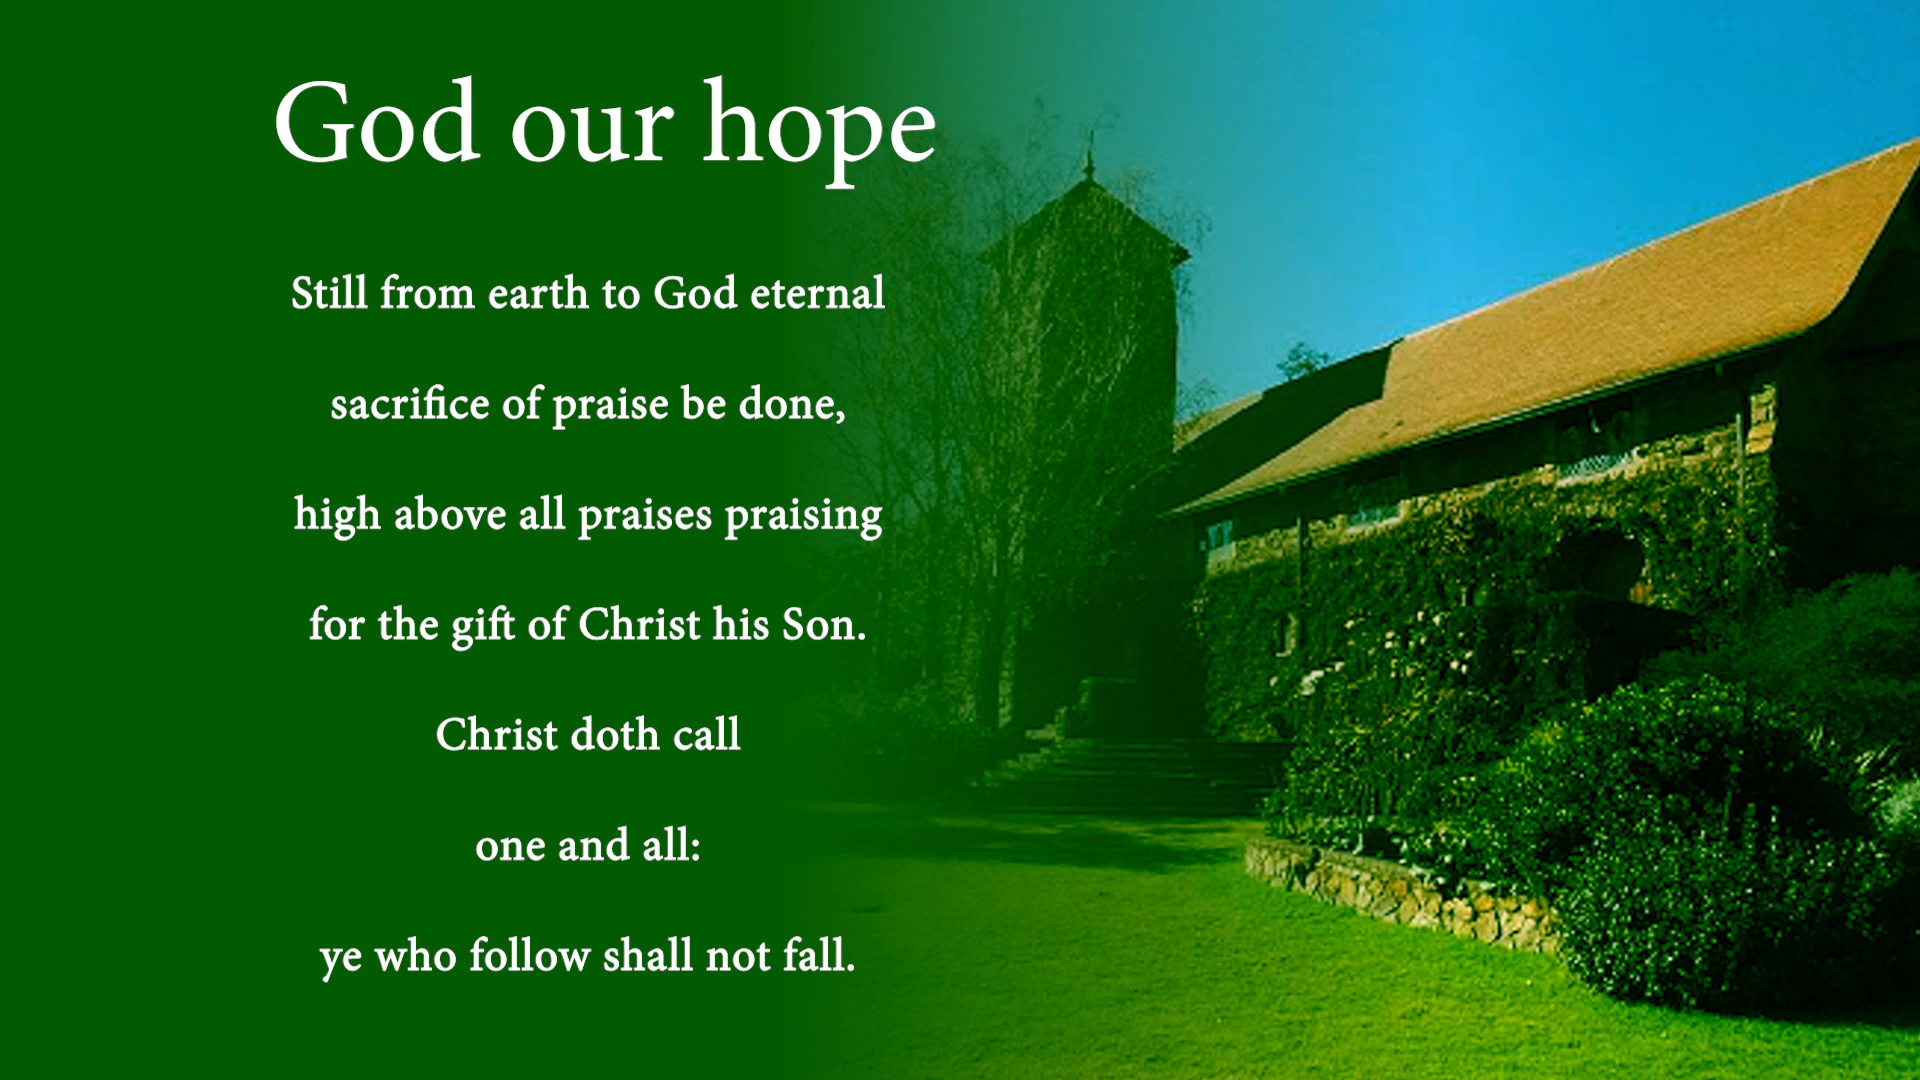 God our hope
Still from earth to God eternal
sacrifice of praise be done,
high above all praises praising
for the gift of Christ his Son.
Christ doth call
one and all:
ye who follow shall not fall.